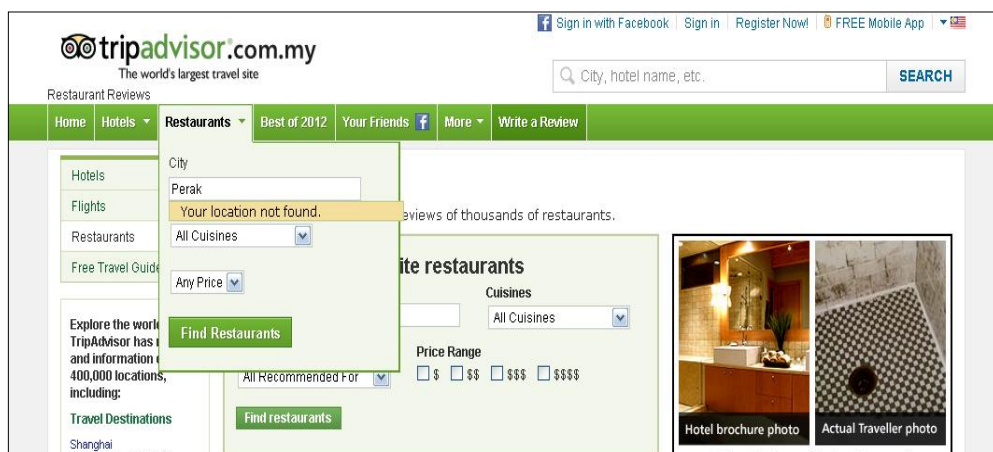 Sign in with Facebook Sign in Register Now! FREE Mobile App
tripadvisor.com.my
The world's largest travel site
City, hotel name, etc. SEARCH
Restaurant Reviews
Home Hotels Restaurants Best of 2012 Your Friends More Write a Review
City
Perak
Your location not found.
All Cuisines
Any Price
Find Restaurants
Hotels
Flights
Restaurants
Free Travel Guide
Explore the
TripAdvisor has
and information
400,000 locations,
including:
Travel Destinations
Shanghai
of thousands of restaurants.
restaurants
Cuisines
All Cuisines
Price Range
All Recommended For $ $$ $$$ $$$$
Find restaurants
Hotel brochure photo Actual Traveller photo